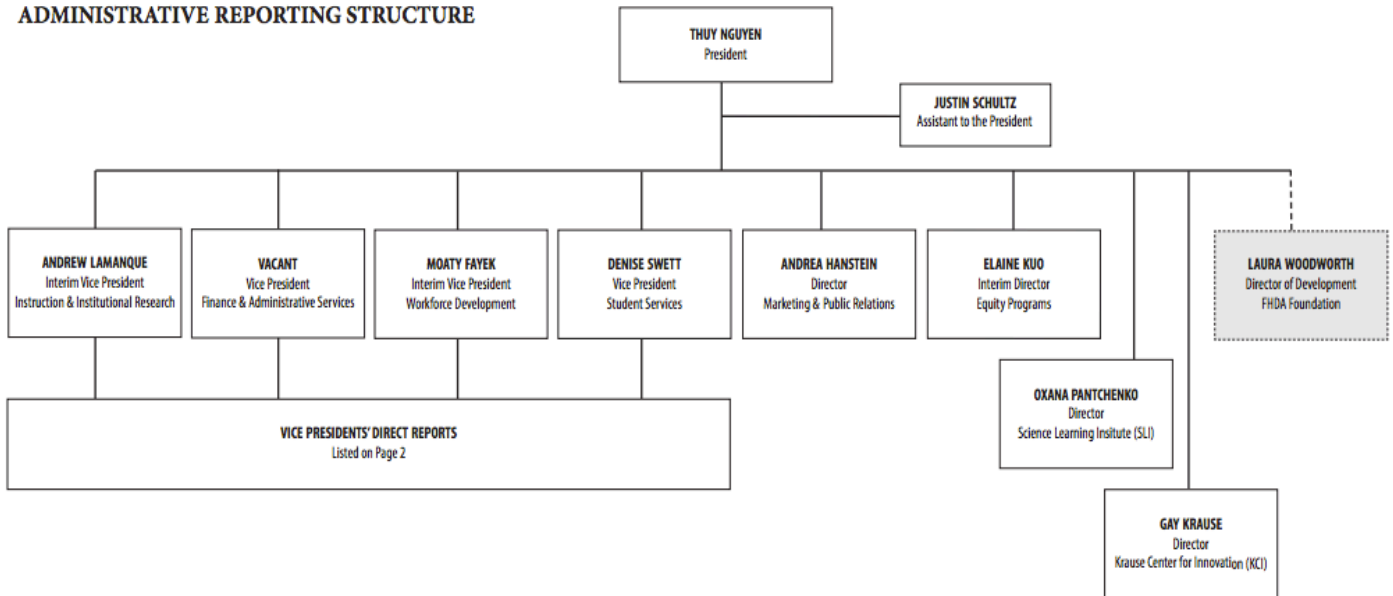 ADMINISTRATIVE REPORTING STRUCTURE
THUY NGUYEN
President
JUSTIN SCHULTZ
Assistant to the President
ANDREW LAMANQUE
Interim Vice President
Instruction & Institutional Research
VACANT
Vice President
Finance & Administrative Services
MOATY FAYEK
Interim Vice President
Workforce Development
DENISE SWETT
Vice President
Student Services
ANDREA HANSTEIN
Director
Marketing & Public Relations
ELAINE KUO
Interim Director
Equity Programs
LAURA WOODWORTH
Director of Development
FHDA Foundation
OXANA PANTCHENKO
Director
Science Learning Insitute (SLI)
VICE PRESIDENTS' DIRECT REPORTS
Listed on Page 2
GAY KRAUSE
Director
Krause Center for Innovation (KCI)